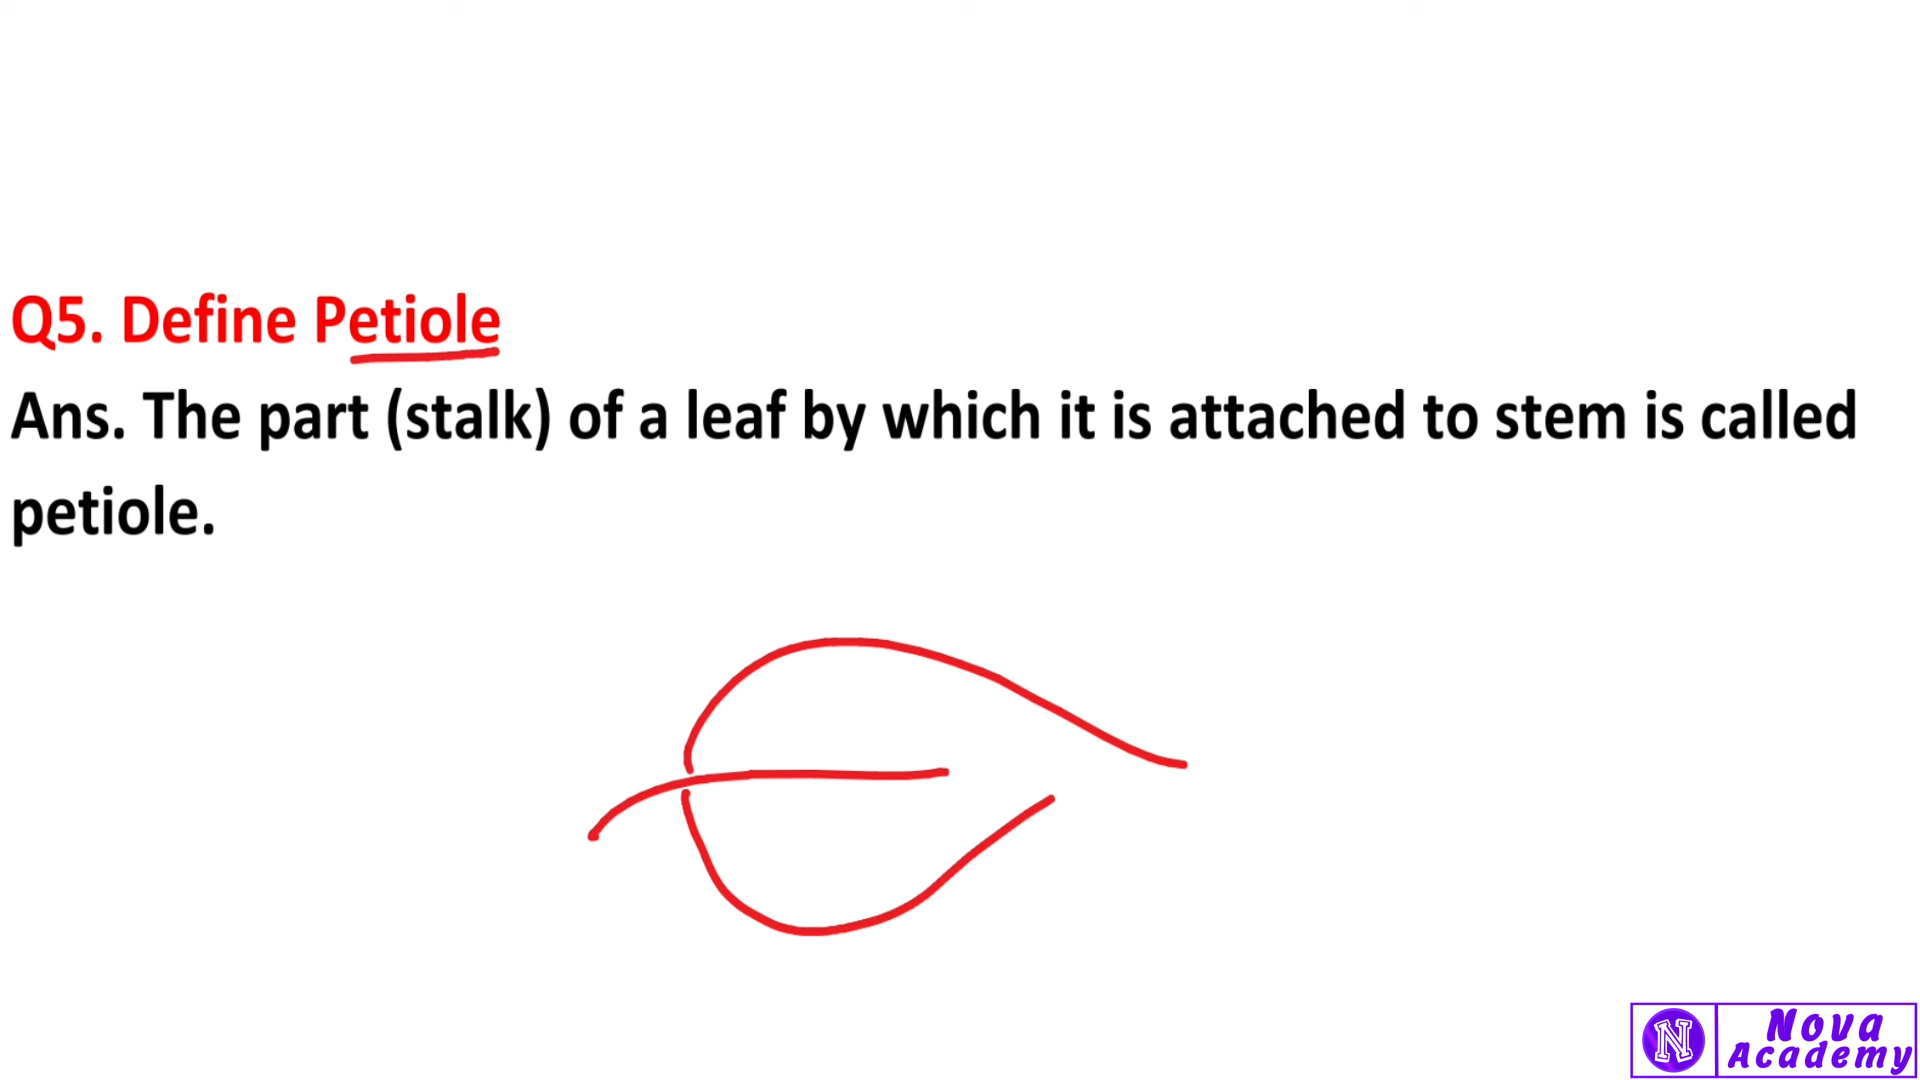 Q5. Define Petiole
Ans. The part (stalk) of a leaf by which it is attached to stem is called
petiole.
N Nova
Academy